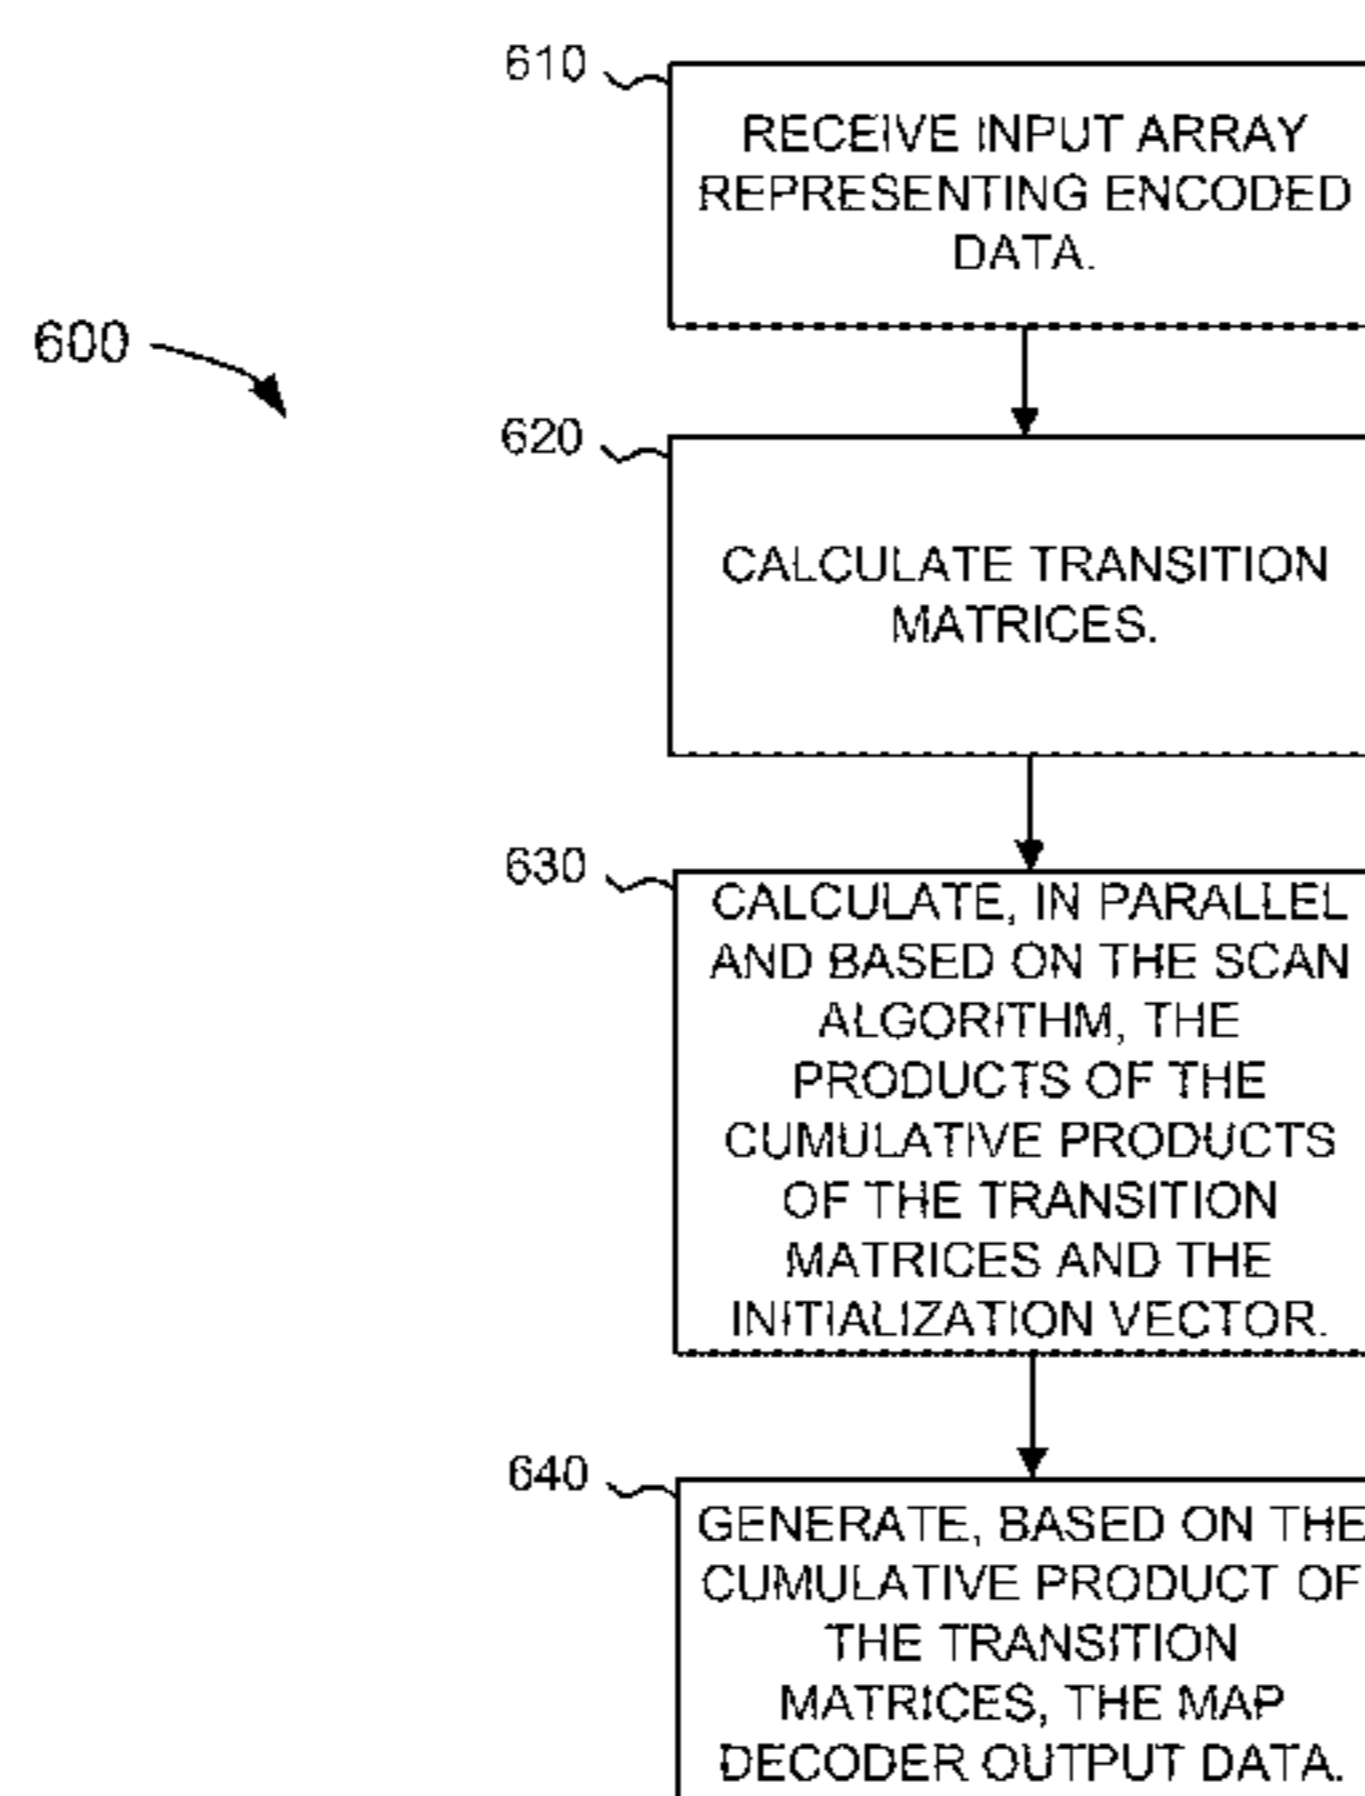 610
RECEIVE INPUT ARRAY
REPRESENTING ENCODED
DATA.
600
620
CALCULATE TRANSITION
MATRICES.
630
CALCULATE, IN PARALLEL
AND BASED ON THE SCAN
ALGORITHM, THE
PRODUCTS OF THE
CUMULATIVE PRODUCTS
OF THE TRANSITION
MATRICES AND THE
INITIALIZATION VECTOR.
640
GENERATE, BASED ON THE
CUMULATIVE PRODUCT OF
THE TRANSITION
MATRICES, THE MAP
DECODER OUTPUT DATA.